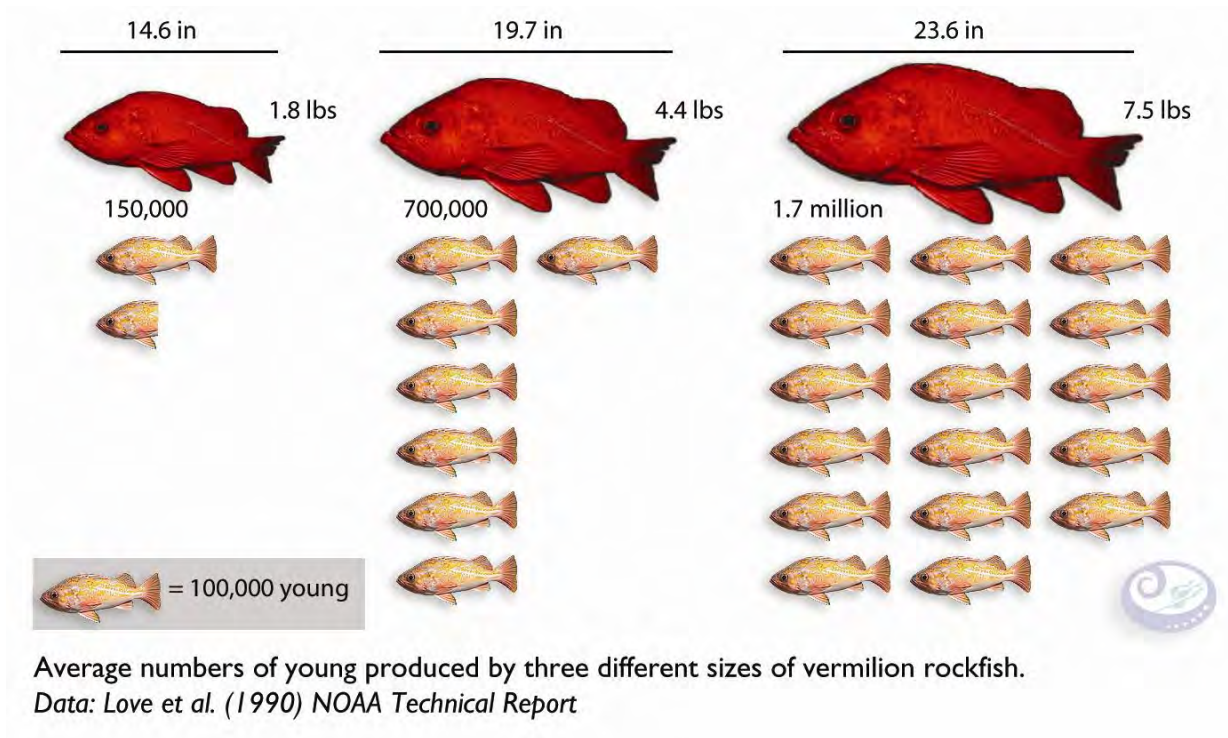 14.6 in
19.7 in
23.6 in
1.8 lbs
4.4 lbs
7.5 lbs
150,000
700,000
1.7 million
= 100,000 young
Average numbers of young produced by three different sizes of vermilion rockfish.
Data: Love et al. (1990) NOAA Technical Report